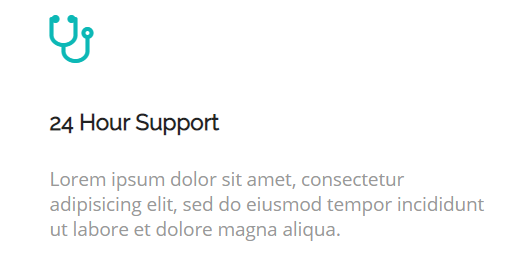 24 Hour Support
Lorem ipsum dolor sit amet, consectetur
adipisicing elit, sed do eiusmod tempor incididunt
ut labore et dolore magna aliqua.